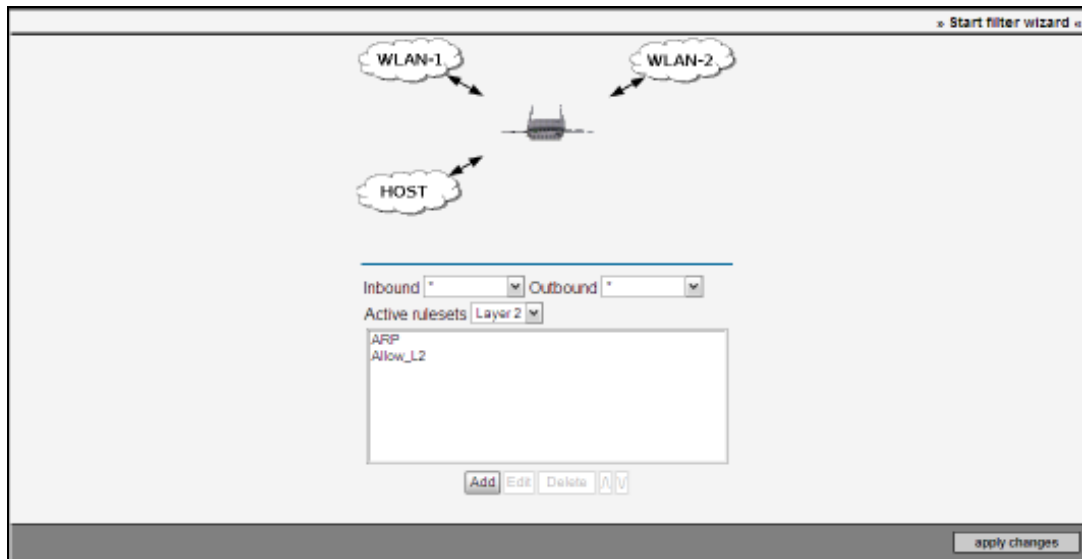 » Start filter wizard «
WLAN-1
WLAN-2
HOST
Inbound * Outbound *
Active rulesets Layer 2
ARP
Allow_L2
Add Edit Delete /\ \/
apply changes